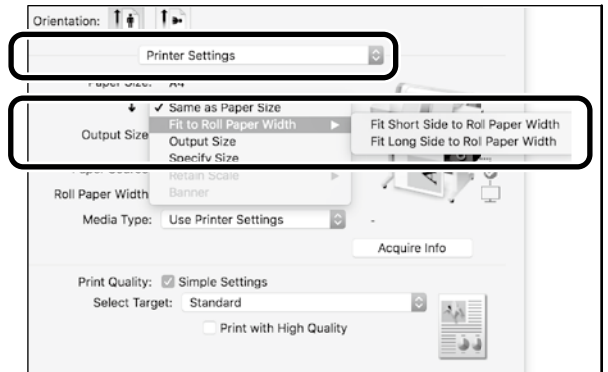 Orientation:
Printer Settings
Paper Size: A4
✓ Same as Paper Size
Fit to Roll Paper Width ▶ Fit Short Side to Roll Paper Width
Output Size Output Size Fit Long Side to Roll Paper Width
Specify Size
Paper Source: Retain Scale ▶
Roll Paper Width Banner
Media Type: Use Printer Settings -
Acquire Info
Print Quality: Simple Settings
Select Target: Standard
Print with High Quality